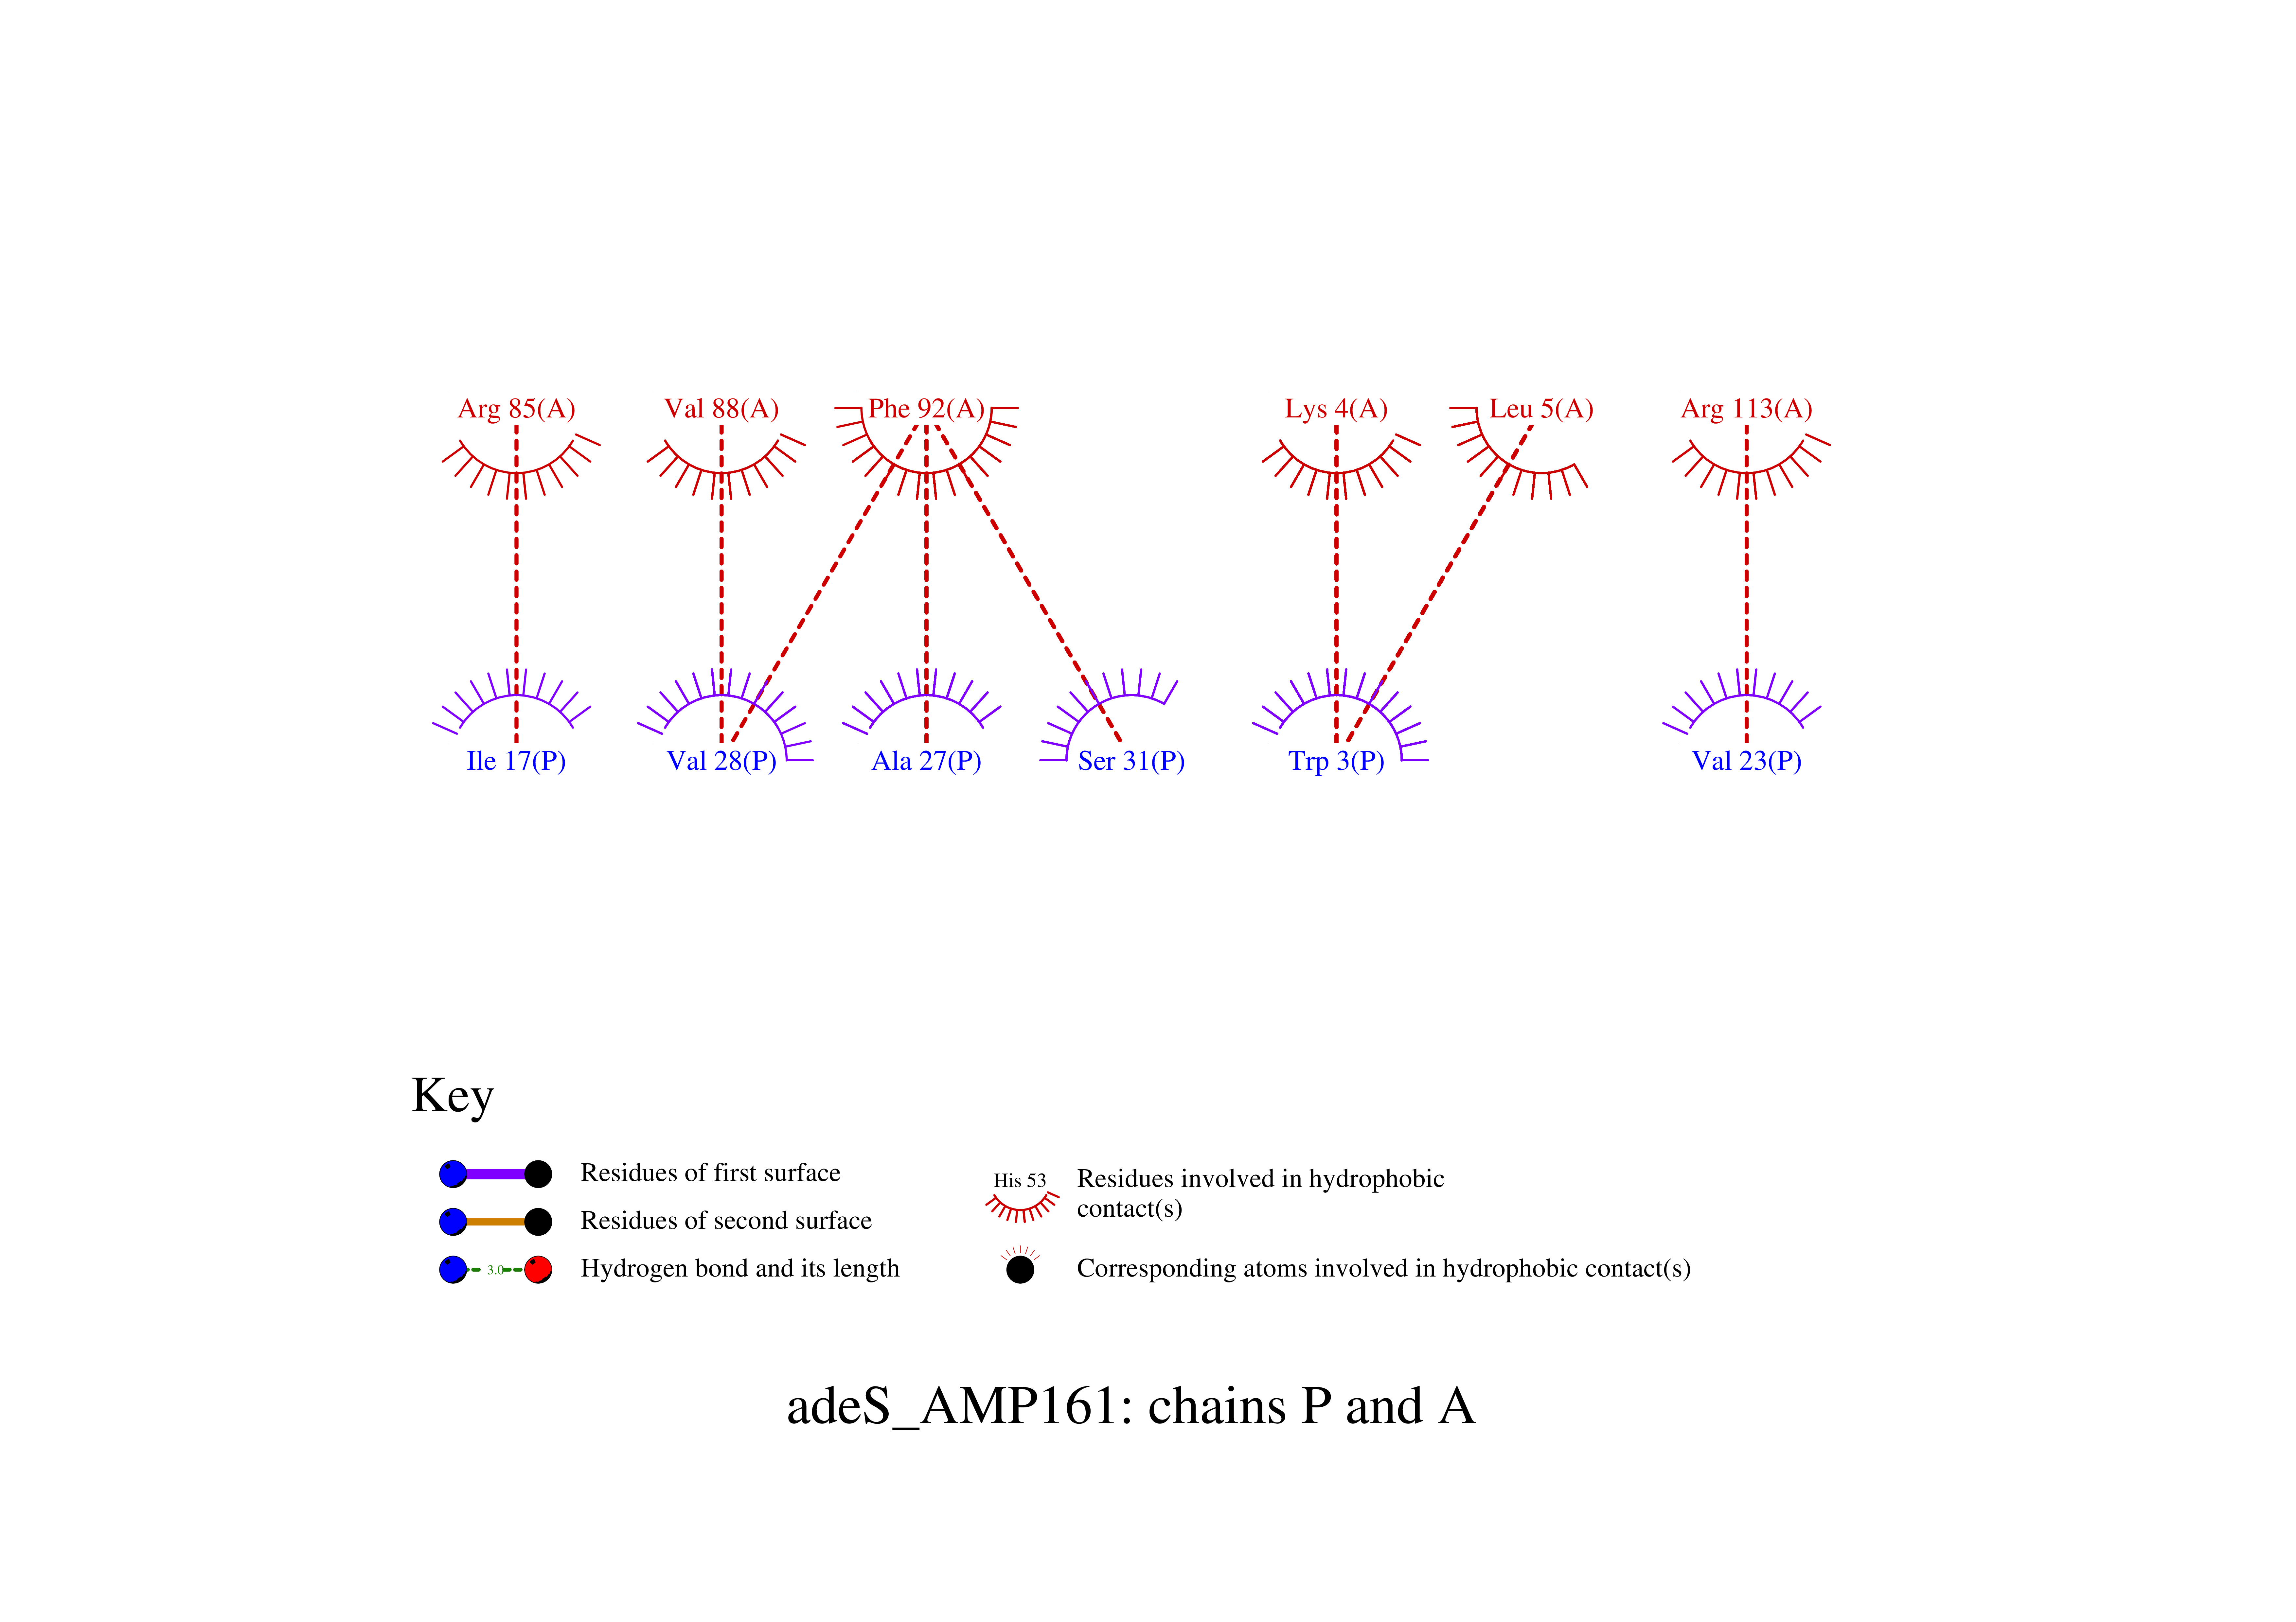 Arg 85(A) Val 88(A) Phe 92(A) Lys 4(A) Leu 5(A) Arg 113(A)
Ile 17(P) Val 28(P) Ala 27(P) Ser 31(P) Trp 3(P) Val 23(P)
Key
Residues of first surface
Residues of second surface
3.0 Hydrogen bond and its length
His 53 Residues involved in hydrophobic
contact(s)
Corresponding atoms involved in hydrophobic contact(s)
adeS_AMP161: chains P and A